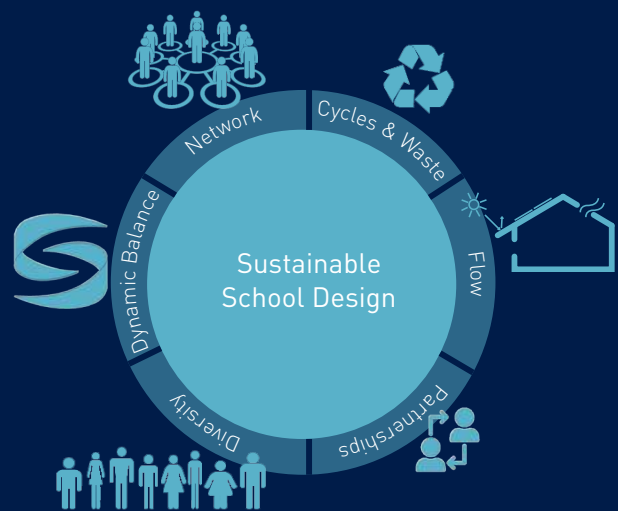 Sustainable
School Design
Network
Cycles & Waste
Flow
Partnerships
Diversity
Dynamic Balance